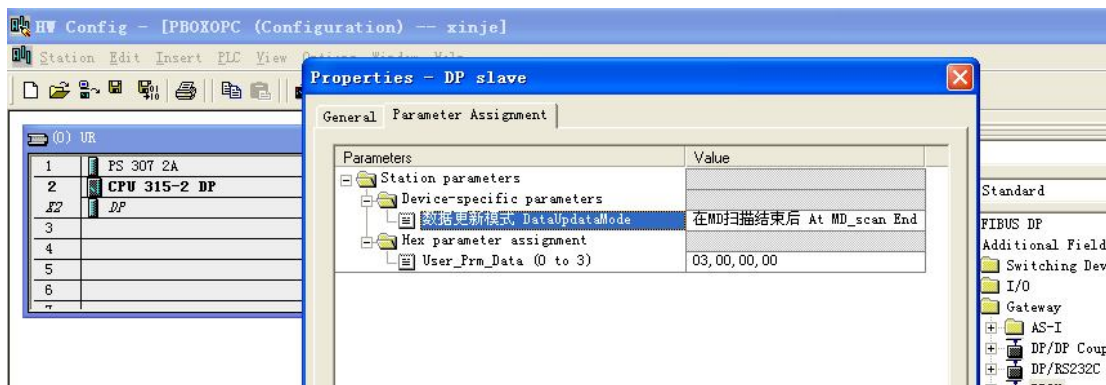 HW Config - [PBOXOPC (Configuration) -- xinje]
Station Edit Insert PLC View
Properties - DP slave
General Parameter Assignment
(0) UR
1 PS 307 2A
2 CPU 315-2 DP
X2 DP
3
4
5
6
Parameters Value
Station parameters
Device-specific parameters
数据更新模式 DataUpdataMode 在MD扫描结束后 At MD_scan End
Hex parameter assignment
User_Prm_Data (0 to 3) 03,00,00,00
Standard
FIBUS DP
Additional Field
Switching Dev
I/O
Gateway
AS-I
DP/DP Coup
DP/RS232C